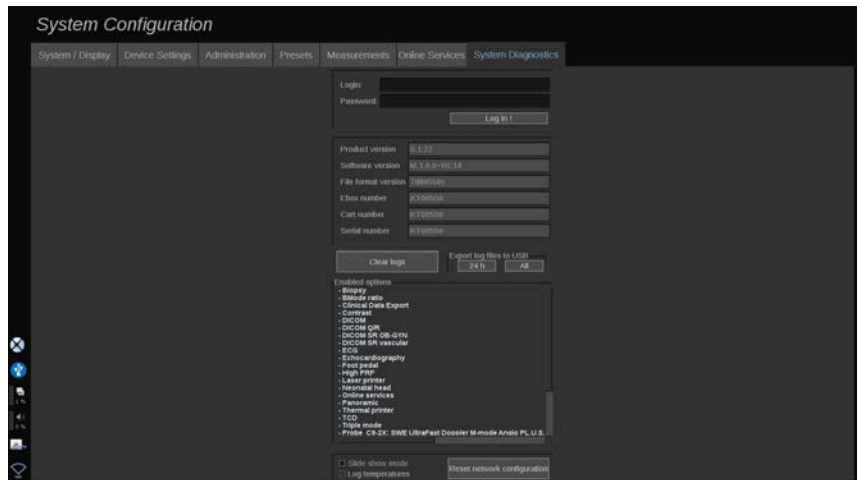 System Configuration
System / Display Device Settings Administration Presets Measurements Online Services System Diagnostics
Login:
Password:
Log In !
Product version
Software version
File format version
Ebox number KT00550
Cart number KT00550
Serial number KT00550
Clear logs
Export log files to USB
24 h All
Enabled options
- Biopsy
- BMode ratio
- Clinical Data Export
- Contrast
- DICOM
- DICOM Q/R
- DICOM SR OB-GYN
- DICOM SR vascular
- ECG
- Echocardiography
- Foot pedal
- High PRF
- Laser printer
- Neonatal head
- Online services
- Panoramic
- Thermal printer
- TCD
- Triple mode
- Probe C9-2X: SWE UltraFast Doppler M-mode Angio PL.U.S.
Slide show mode
Log temperatures
Reset network configuration